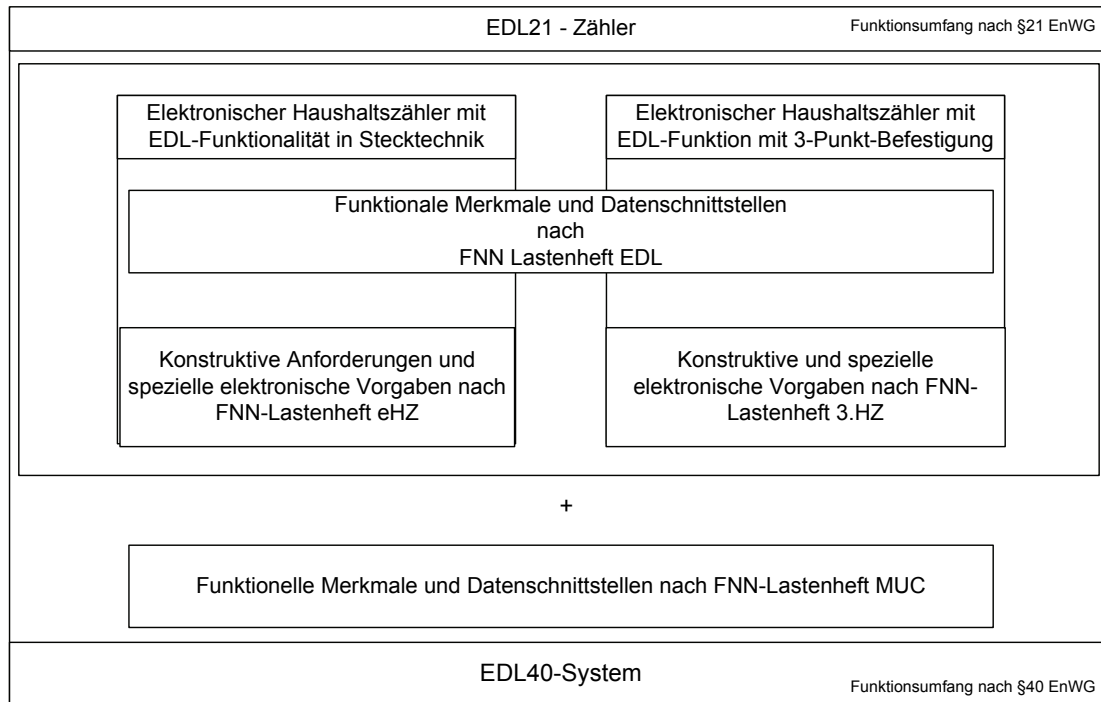 EDL21 - Zähler
Funktionsumfang nach §21 EnWG
Elektronischer Haushaltszähler mit
EDL-Funktionalität in Stecktechnik
Elektronischer Haushaltszähler mit
EDL-Funktion mit 3-Punkt-Befestigung
Funktionale Merkmale und Datenschnittstellen
nach
FNN Lastenheft EDL
Konstruktive Anforderungen und
spezielle elektronische Vorgaben nach
FNN-Lastenheft eHZ
Konstruktive und spezielle
elektronische Vorgaben nach FNN-
Lastenheft 3.HZ
+
Funktionelle Merkmale und Datenschnittstellen nach FNN-Lastenheft MUC
EDL40-System
Funktionsumfang nach §40 EnWG